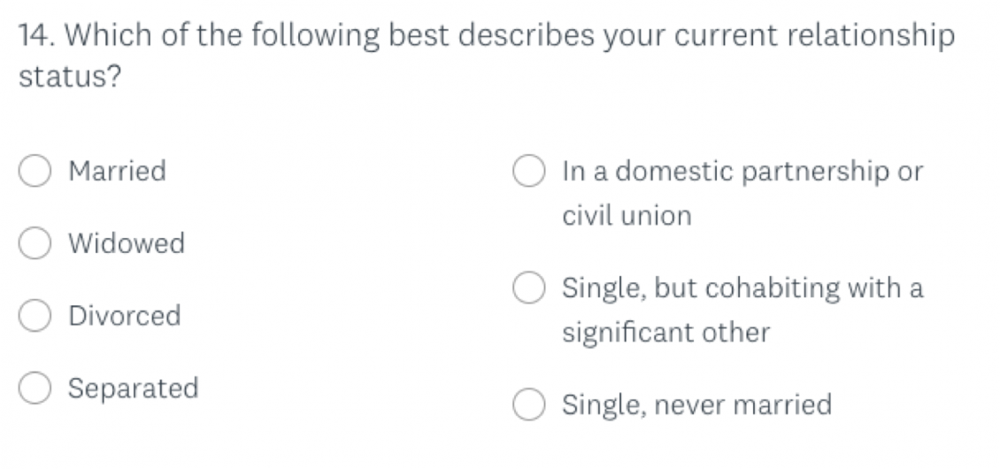 14. Which of the following best describes your current relationship
status?
Married
Widowed
Divorced
Separated
In a domestic partnership or
civil union
Single, but cohabiting with a
significant other
Single, never married